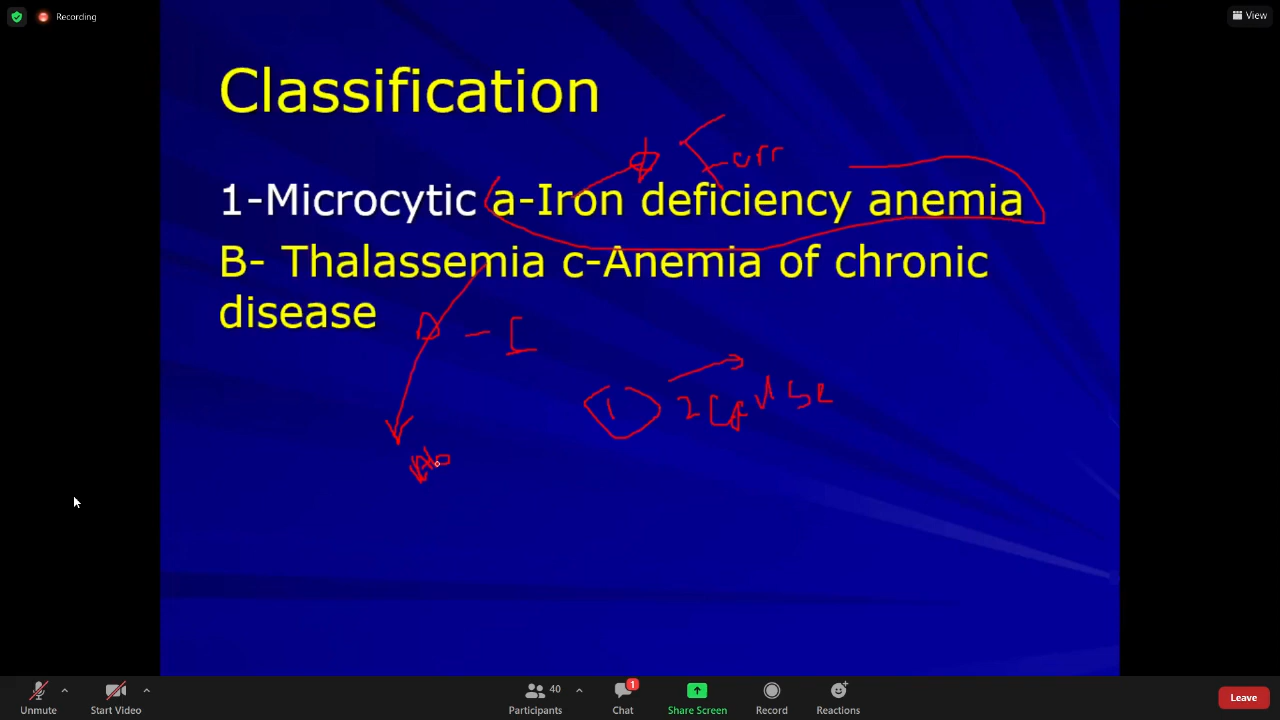 Recording
View
Classification
1-Microcytic a-Iron deficiency anemia
B- Thalassemia c-Anemia of chronic
disease
1
Unmute
Start Video
40
Participants
1
Chat
Share Screen
Record
Reactions
Leave